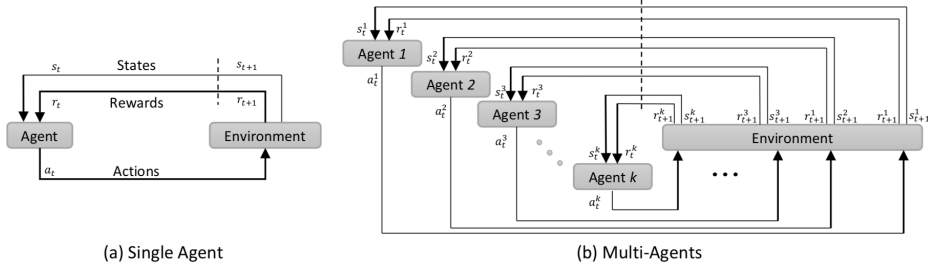 s_t States s_{t+1}
r_t Rewards r_{t+1}
Agent Environment
a_t Actions
(a) Single Agent
s_t^1 r_t^1
Agent 1
a_t^1
s_t^2 r_t^2
Agent 2
a_t^2
s_t^3 r_t^3
Agent 3
a_t^3
s_t^k r_t^k
Agent k
a_t^k
r_{t+1}^k s_{t+1}^k r_{t+1}^3 s_{t+1}^3 r_{t+1}^1 s_{t+1}^2 r_{t+1}^1 s_{t+1}^1
Environment
(b) Multi-Agents